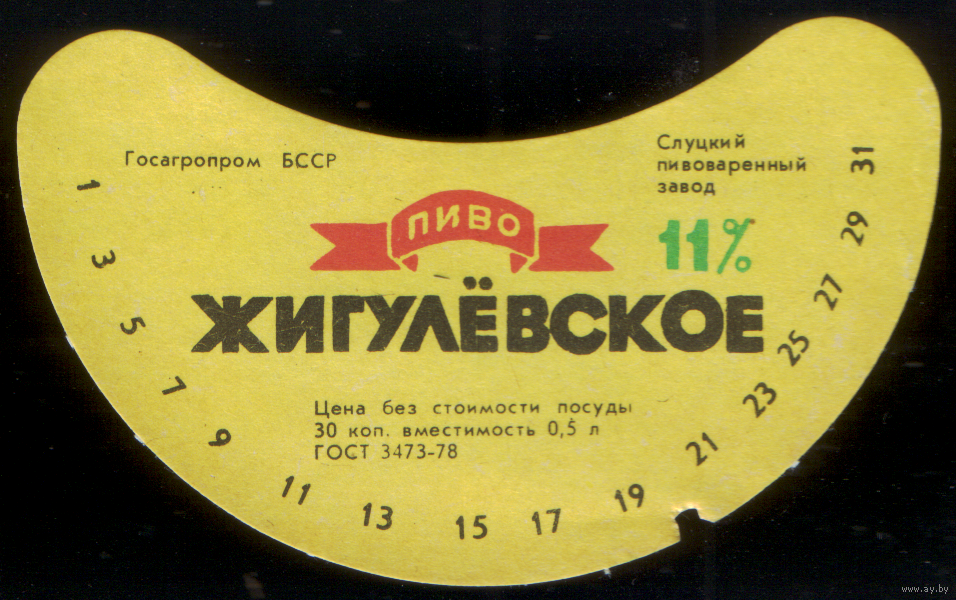 Госагропром БССР
Слуцкий
пивоваренный
завод
ПИВО
11%
ЖИГУЛЁВСКОЕ
Цена без стоимости посуды
30 коп. вместимость 0,5 л
ГОСТ 3473-78
1
3
5
7
9
11
13
15
17
19
21
23
25
27
29
31
www.ay.by